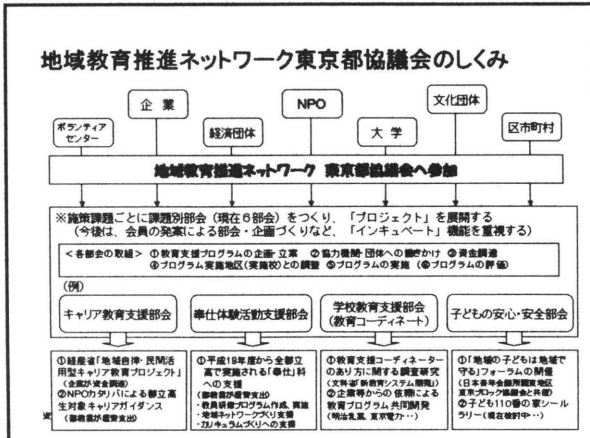 地域教育推進ネットワーク東京都協議会のしくみ
企業
NPO
文化団体
ボランティア
センター
経済団体
大学
区市町村
地域教育推進ネットワーク 東京都協議会へ参加
※施策課題ごとに課題別部会（現在６部会）をつくり、「プロジェクト」を展開する
（今後は、会員の発案による部会・企画づくりなど、「インキュベート」機能を重視する）
＜各部会の取組＞ ①教育支援プログラムの企画・立案 ②協力機関・団体への働きかけ ③資金調達
④プログラム実施地区（実施校）との調整 ⑤プログラムの実施 （⑥プログラムの評価）
(例)
キャリア教育支援部会
奉仕体験活動支援部会
学校教育支援部会
（教育コーディネート）
子どもの安心・安全部会
①経産省「地域自律・民間活
用型キャリア教育プロジェクト」
（企業が資金調達）
②NPOカタリバによる都立高
生対象キャリアガイダンス
（都教委が経費支出）
①平成19年度から全都立
高で実施される「奉仕」科
への支援
（都教委が経費支出）
・教員研修プログラム作成、実施
・地域ネットワークづくり支援
・カリキュラムづくりへの支援
①教育支援コーディネーターの
あり方に関する調査研究
（文科省「新教育システム開発」）
②企業等からの依頼による
教育プログラム共同開発
（明治乳業、東京電力・・・）
①「地域の子どもは地域で
守る」フォーラムの開催
（日本青年会議所関東地区
東京ブロック協議会と共催）
②子ども110番の家シール
ラリー（現在検討中・・・）